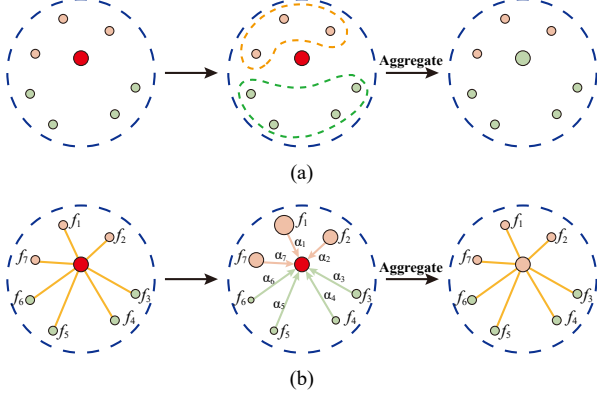 Aggregate
(a)
f1 f2 f3 f4 f5 f6 f7
f1 f2 f3 f4 f5 f6 f7
α1 α2 α3 α4 α5 α6 α7
Aggregate
f1 f2 f3 f4 f5 f6 f7
(b)